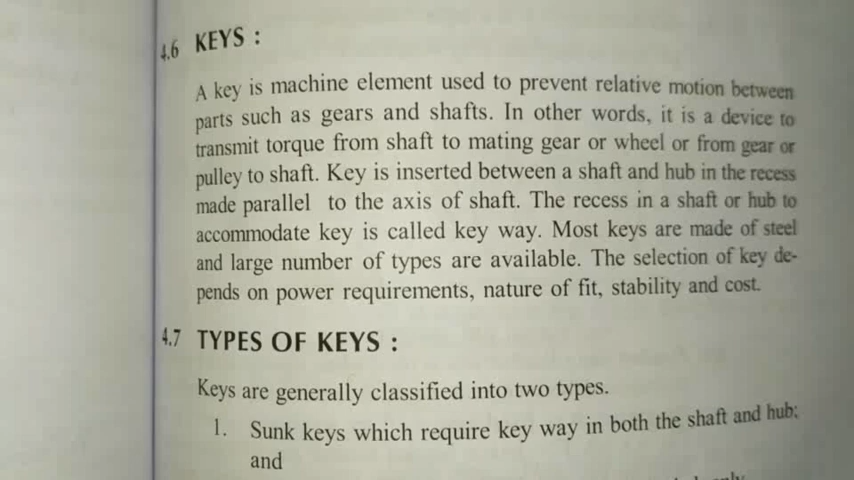 4.6 KEYS :
A key is machine element used to prevent relative motion between
parts such as gears and shafts. In other words, it is a device to
transmit torque from shaft to mating gear or wheel or from gear or
pulley to shaft. Key is inserted between a shaft and hub in the recess
made parallel to the axis of shaft. The recess in a shaft or hub to
accommodate key is called key way. Most keys are made of steel
and large number of types are available. The selection of key de-
pends on power requirements, nature of fit, stability and cost.
4.7 TYPES OF KEYS :
Keys are generally classified into two types.
1. Sunk keys which require key way in both the shaft and hub;
and